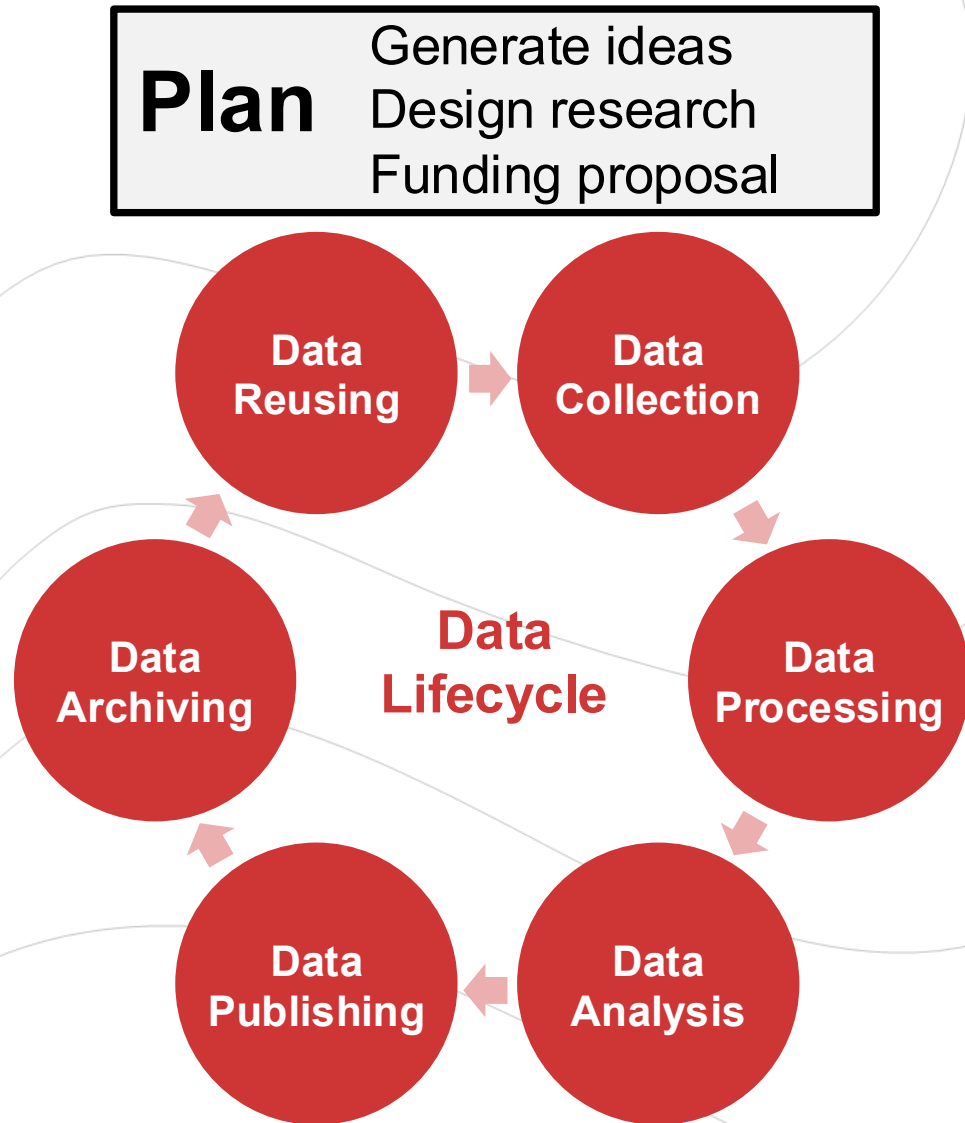 Plan
Generate ideas
Design research
Funding proposal
Data
Reusing
Data
Collection
Data
Processing
Data
Analysis
Data
Publishing
Data
Archiving
Data
Lifecycle